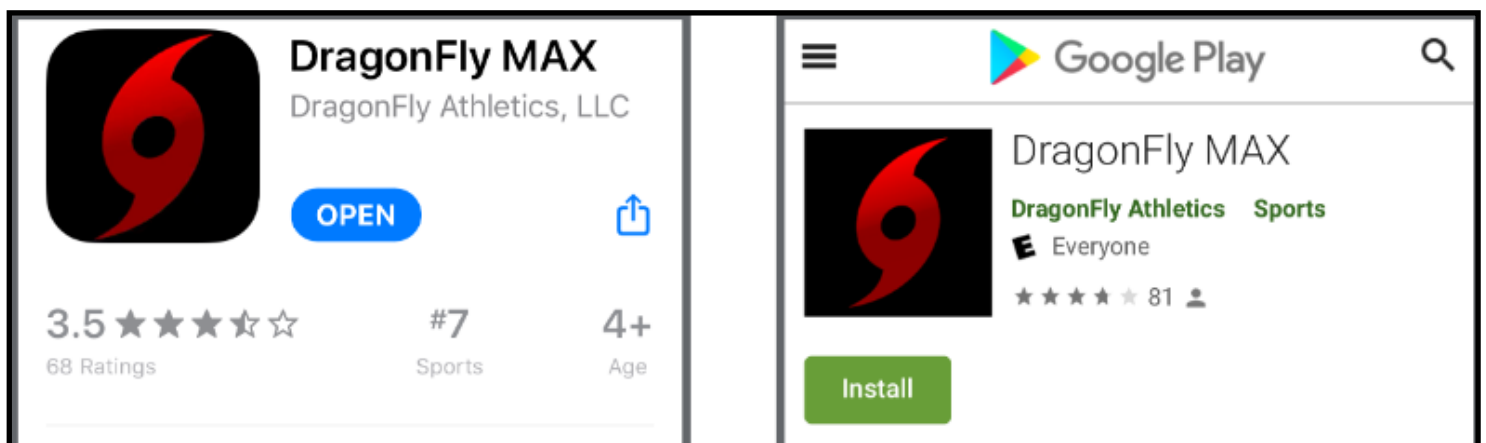 DragonFly MAX
DragonFly Athletics, LLC
OPEN
3.5
68 Ratings
#7
Sports
4+
Age
Google Play
DragonFly MAX
DragonFly Athletics Sports
E Everyone
81
Install